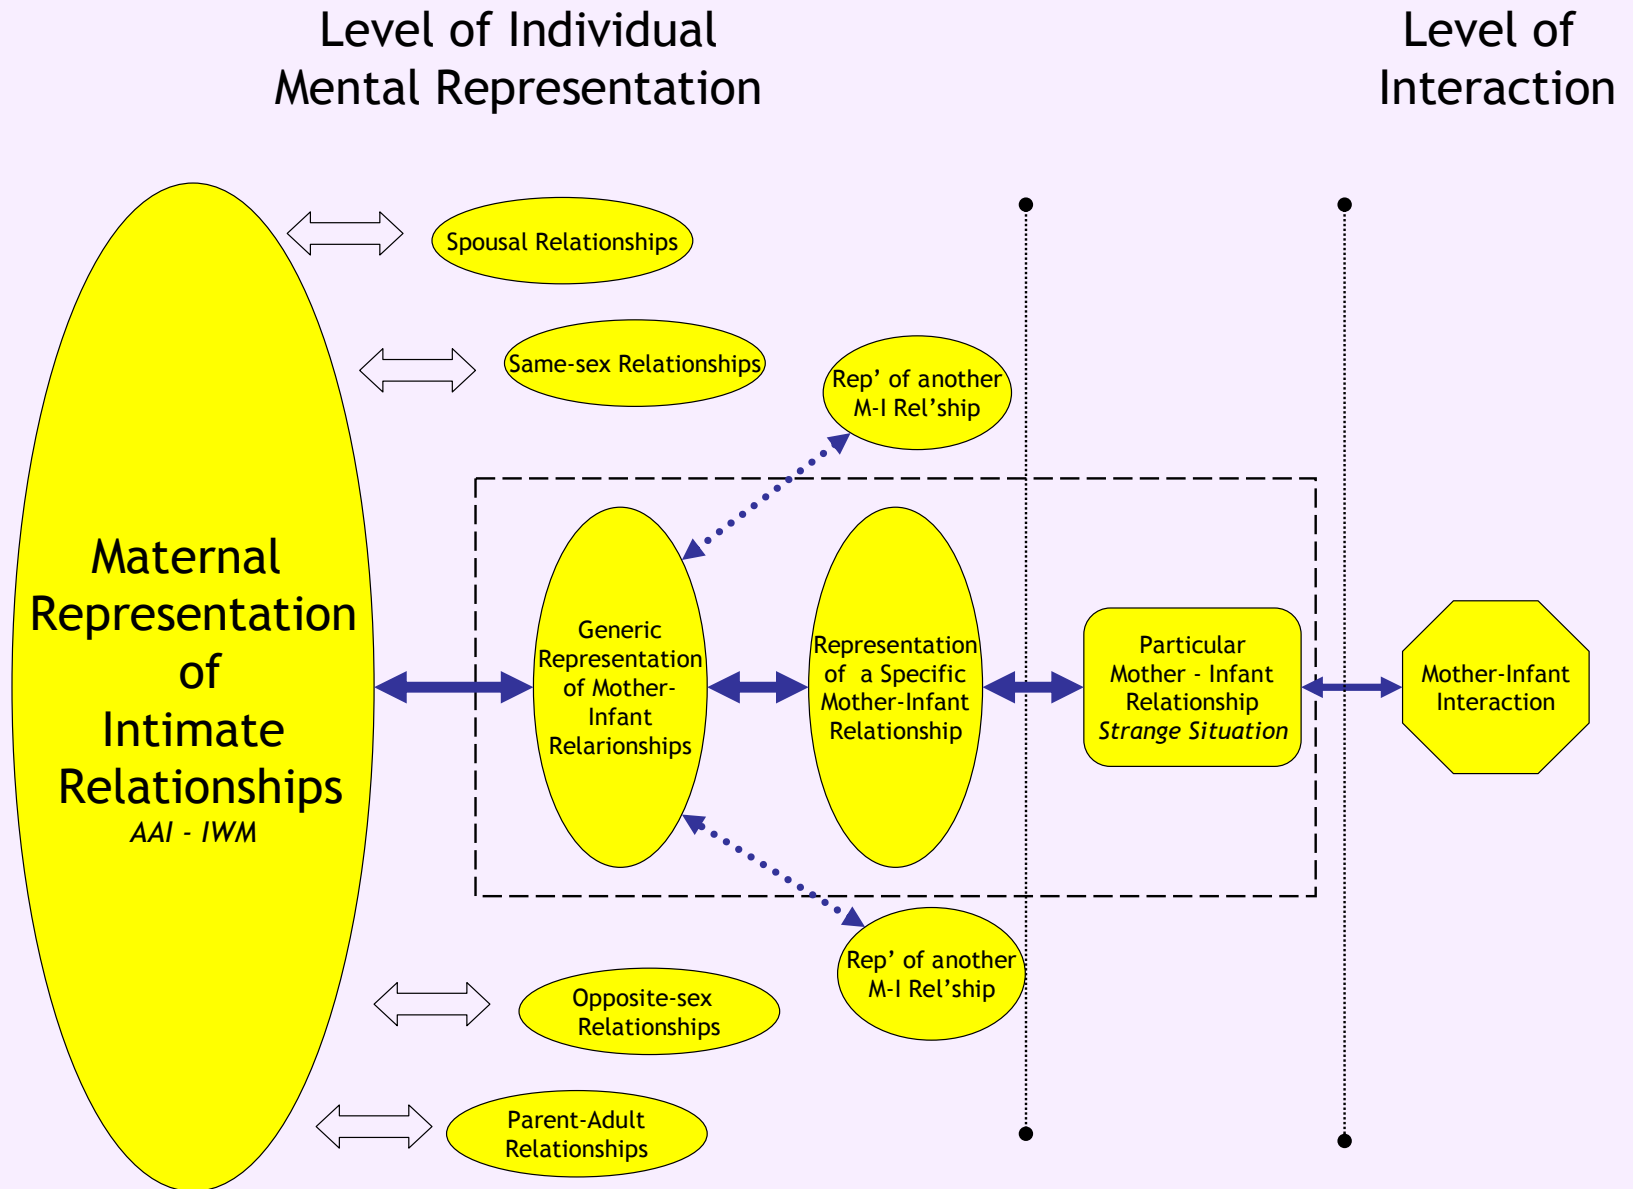 Level of Individual
Mental Representation
Level of
Interaction
Spousal Relationships
Same-sex Relationships
Rep’ of another
M-I Rel’ship
Maternal
Representation
of
Intimate
Relationships
AAI - IWM
Generic
Representation
of Mother-
Infant
Relarionships
Representation
of a Specific
Mother-Infant
Relationship
Particular
Mother - Infant
Relationship
Strange Situation
Mother-Infant
Interaction
Rep’ of another
M-I Rel’ship
Opposite-sex
Relationships
Parent-Adult
Relationships